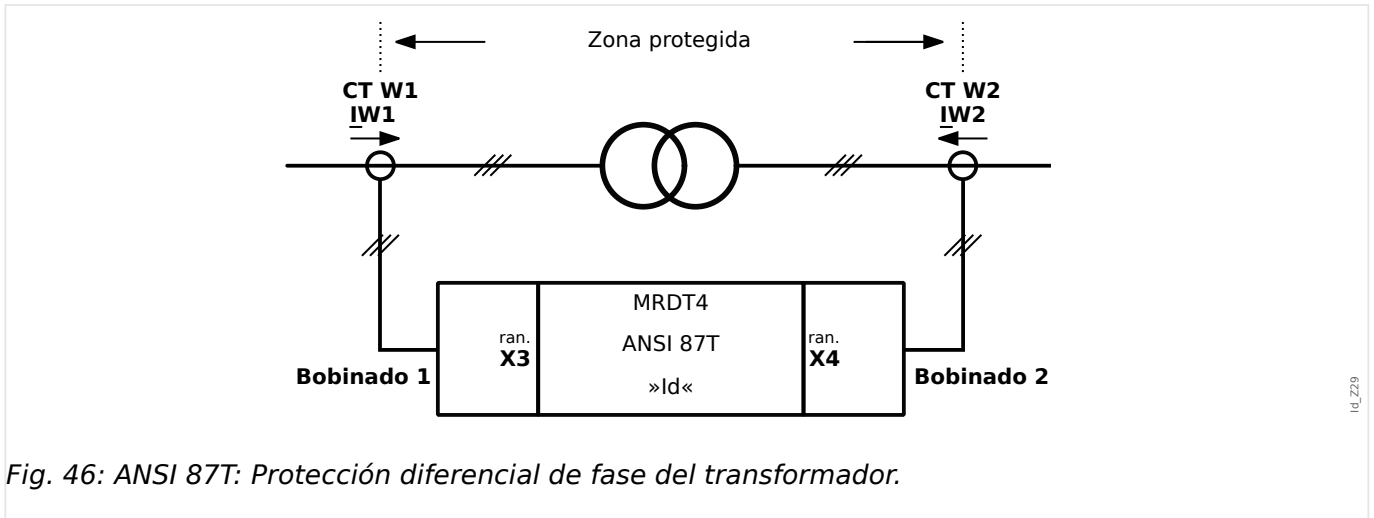 Zona protegida
CT W1
IW1
CT W2
IW2
MRDT4
ANSI 87T
»Id«
ran.
X3
ran.
X4
Bobinado 1
Bobinado 2
Id_Z29
Fig. 46: ANSI 87T: Protección diferencial de fase del transformador.